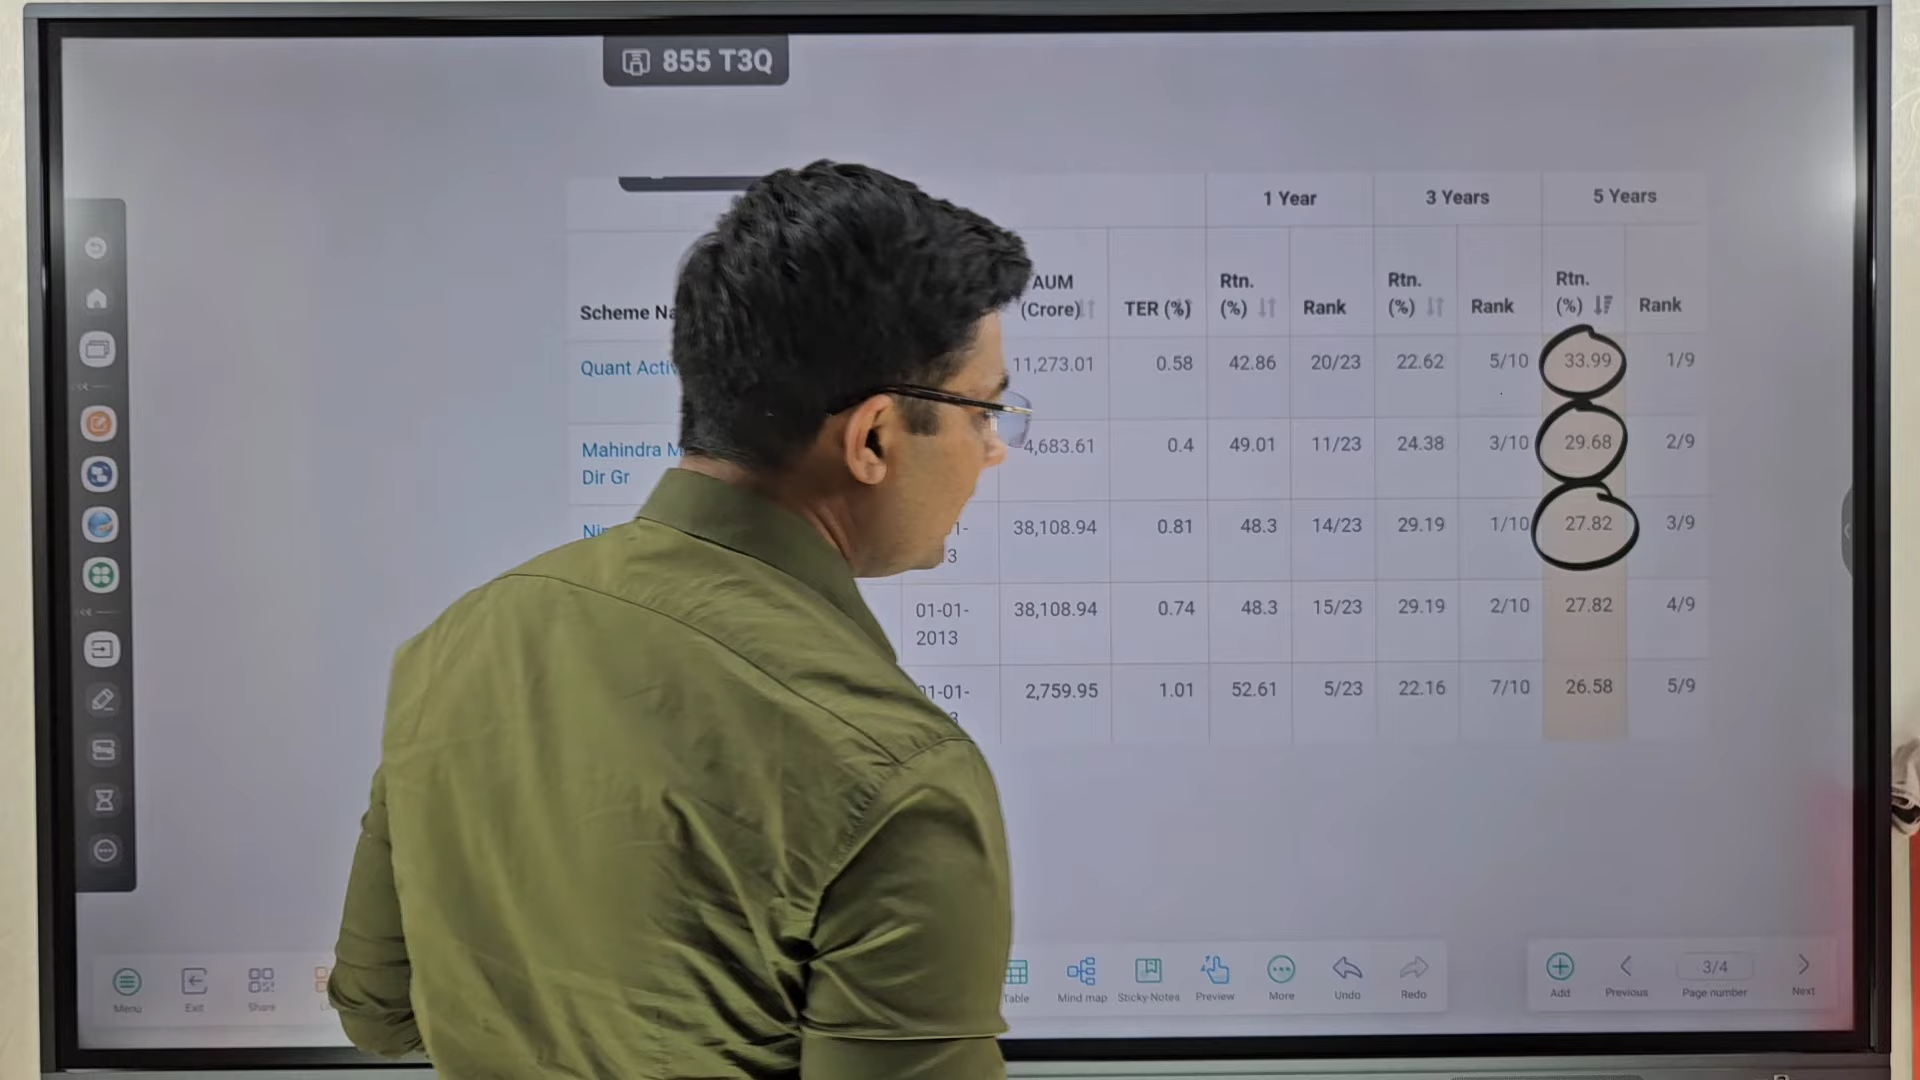 855 T3Q
1 Year 3 Years 5 Years
Scheme AUM (Crore) TER (%) Rtn. (%) Rank Rtn. (%) Rank Rtn. (%) Rank
Quant 11,273.01 0.58 42.86 20/23 22.62 5/10 33.99 1/9
Mahindra 4,683.61 0.4 49.01 11/23 24.38 3/10 29.68 2/9
Dir Gr
38,108.94 0.81 48.3 14/23 29.19 1/10 27.82 3/9
01-01-2013 38,108.94 0.74 48.3 15/23 29.19 2/10 27.82 4/9
01-01- 2,759.95 1.01 52.61 5/23 22.16 7/10 26.58 5/9
Menu Exit Share Table Mind map Sticky-Notes Preview More Undo Redo Add Previous 3/4 Page number Next